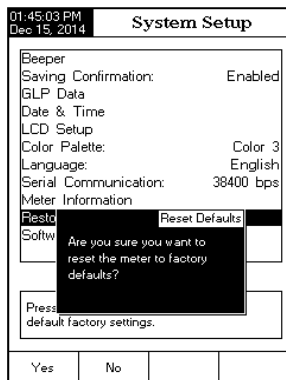 01:45:03 PM
Dec 15, 2014
System Setup
Beeper
Saving Confirmation: Enabled
GLP Data
Date & Time
LCD Setup
Color Palette: Color 3
Language: English
Serial Communication: 38400 bps
Meter Information
Resto
Reset Defaults
Softw
Are you sure you want to
reset the meter to factory
defaults?
Press
default factory settings.
Yes No